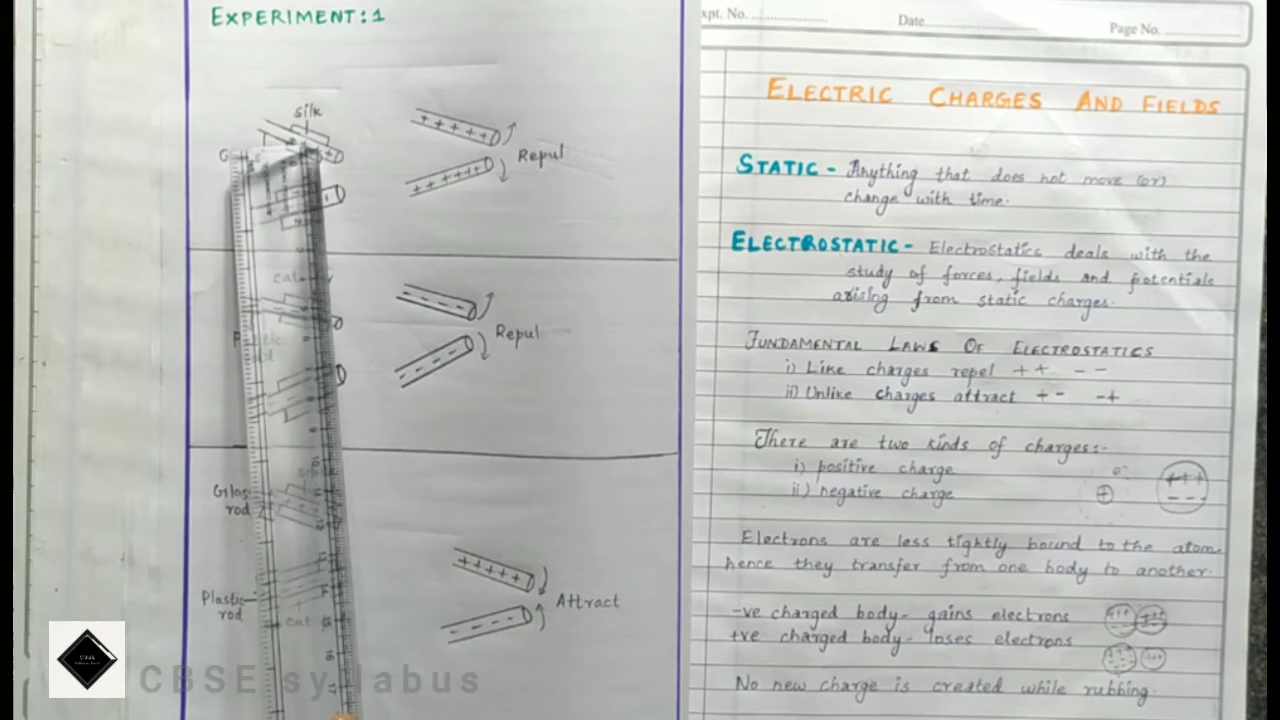 EXPERIMENT: 1
silk
Repul
Repul
Glas
rod
Plastic
rod
cat
Attract
CBSE syllabus
CBSE
xpt. No.
Date
Page No.
ELECTRIC CHARGES AND FIELDS
STATIC - Anything that does not move (or)
change with time.
ELECTROSTATIC - Electrostatics deals with the
study of forces, fields and potentials
arising from static charges.
FUNDAMENTAL LAWS OF ELECTROSTATICS
i) Like charges repel ++ --
ii) Unlike charges attract +- -+
There are two kinds of charges:-
i) positive charge
ii) negative charge
e-
+
+++
---
Electrons are less tightly bound to the atom
hence they transfer from one body to another.
-ve charged body - gains electrons
+ve charged body - loses electrons
No new charge is created while rubbing.